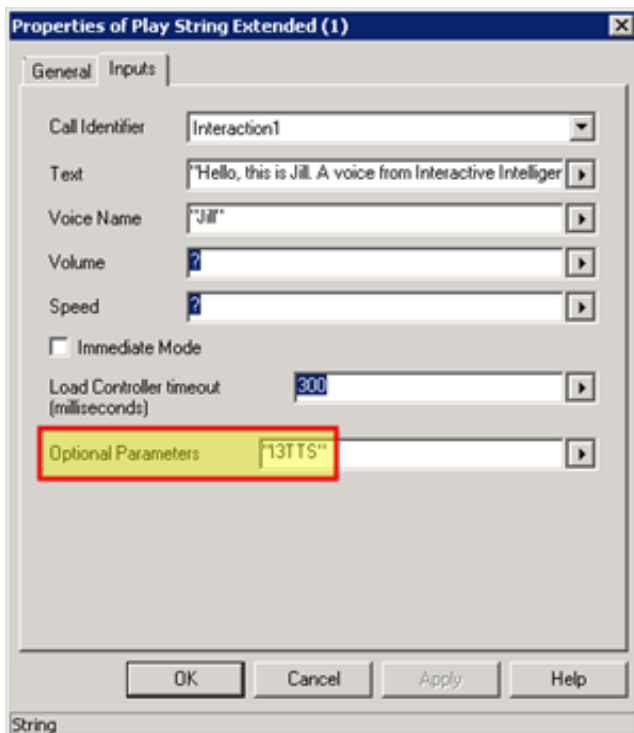 Properties of Play String Extended (1)
General Inputs
Call Identifier Interaction1
Text "Hello, this is Jill. A voice from Interactive Intelliger
Voice Name "Jill"
Volume ?
Speed ?
Immediate Mode
Load Controller timeout 300
(milliseconds)
Optional Parameters "I3TTS"
OK Cancel Apply Help
String